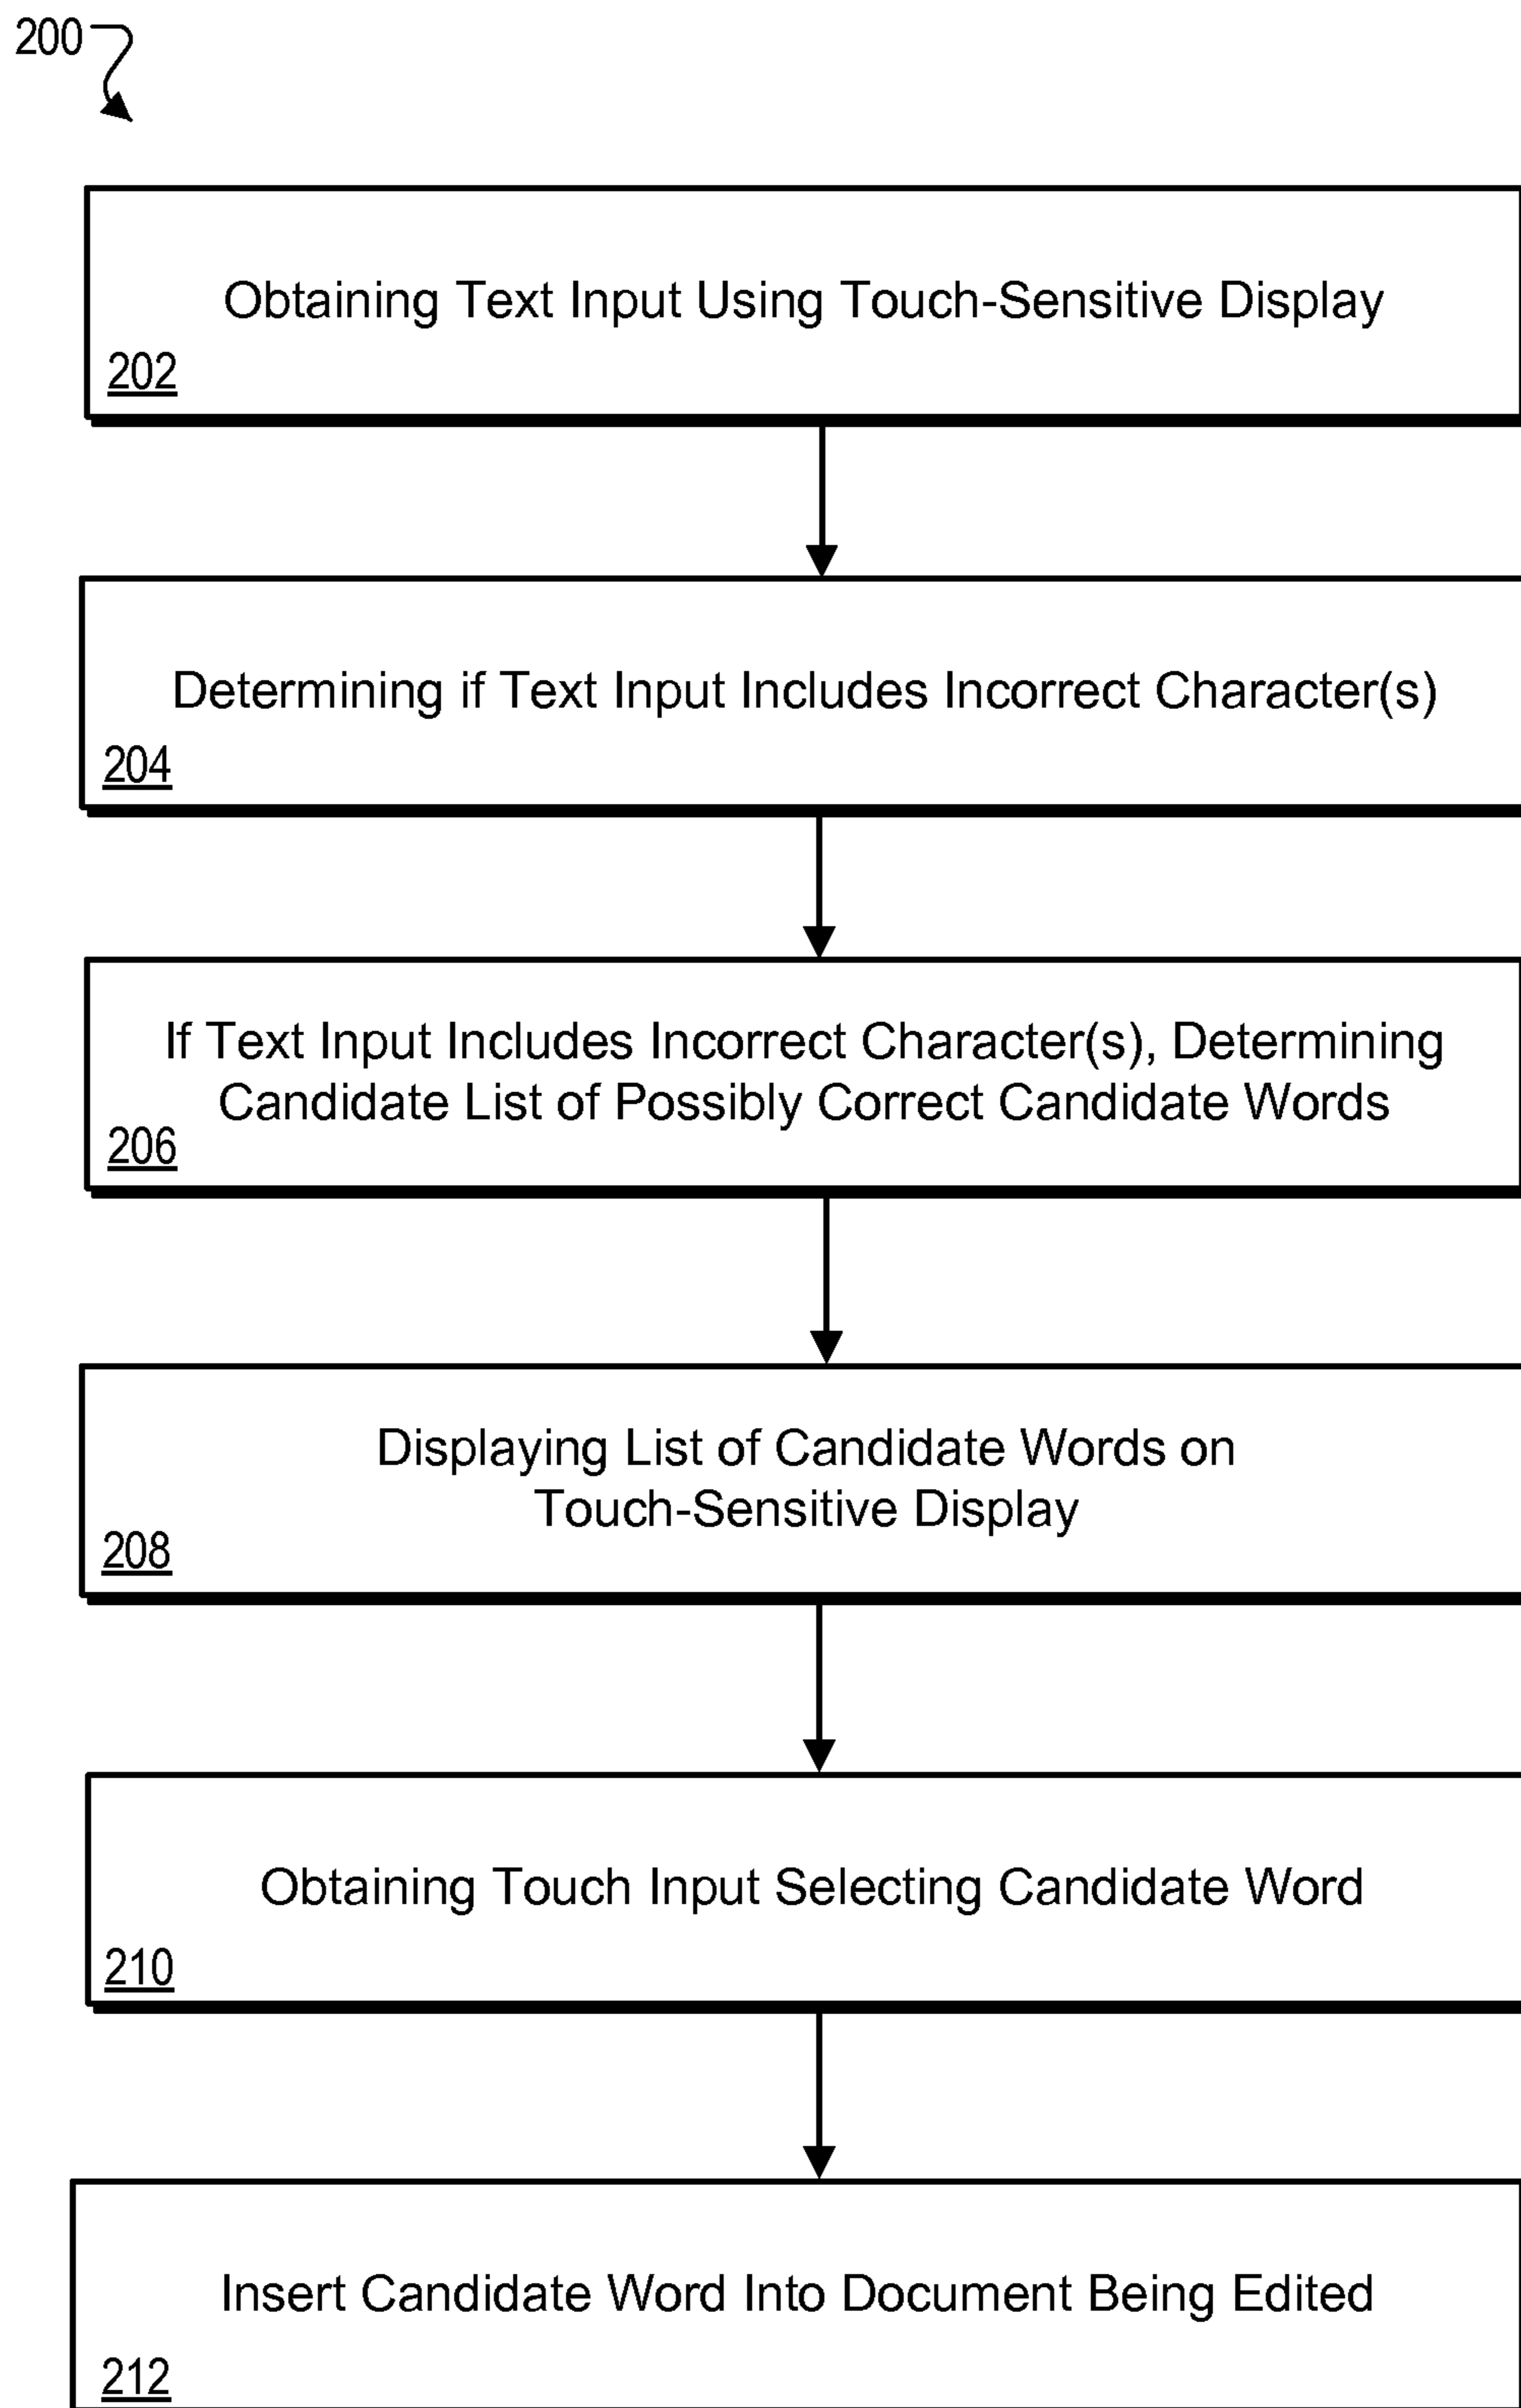 200
Obtaining Text Input Using Touch-Sensitive Display
202
Determining if Text Input Includes Incorrect Character(s)
204
If Text Input Includes Incorrect Character(s), Determining
Candidate List of Possibly Correct Candidate Words
206
Displaying List of Candidate Words on
Touch-Sensitive Display
208
Obtaining Touch Input Selecting Candidate Word
210
Insert Candidate Word Into Document Being Edited
212